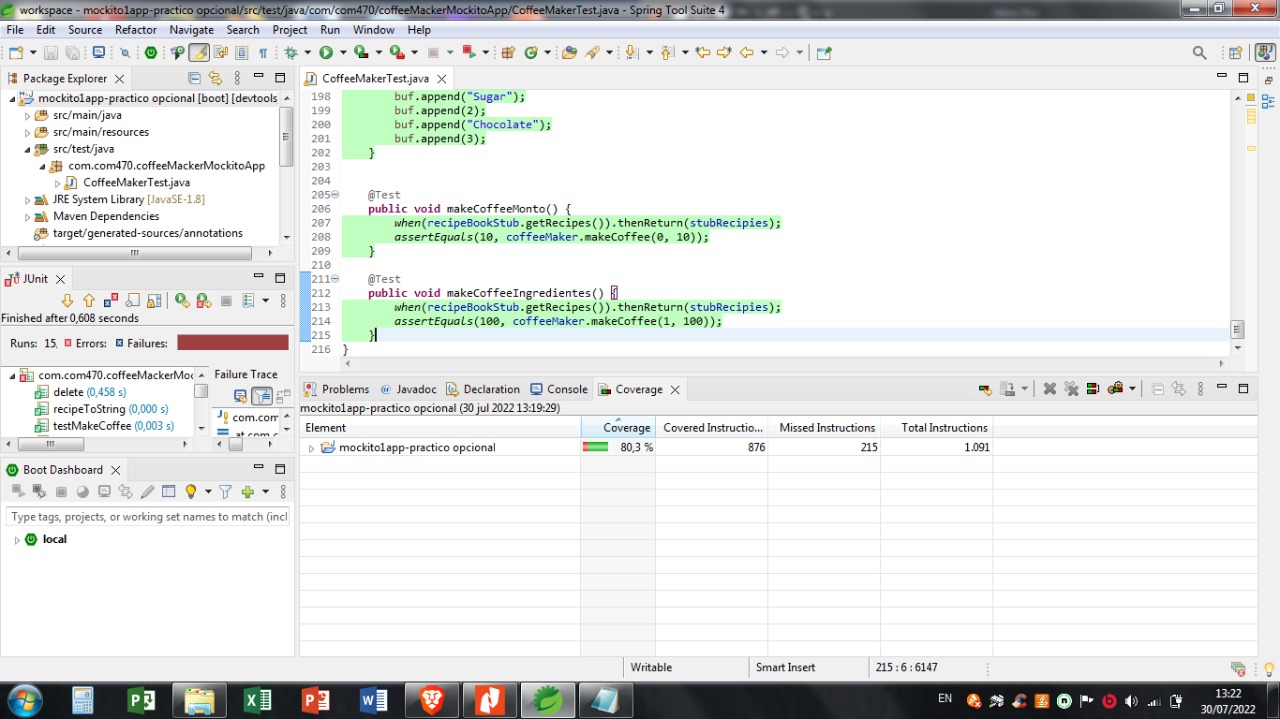 workspace - mockito1app-practico opcional/src/test/java/com/com470/coffeeMackerMockitoApp/CoffeeMakerTest.java - Spring Tool Suite 4
File Edit Source Refactor Navigate Search Project Run Window Help
Package Explorer
mockito1app-practico opcional [boot] [devtools
src/main/java
src/main/resources
src/test/java
com.com470.coffeeMackerMockitoApp
CoffeeMakerTest.java
JRE System Library [JavaSE-1.8]
Maven Dependencies
target/generated-sources/annotations
JUnit
Finished after 0,608 seconds
Runs: 15, Errors: Failures:
com.com470.coffeeMackerMoc
delete (0,458 s)
recipeToString (0,000 s)
testMakeCoffee (0,003 s)
Failure Trace
com.com
at com.c
Boot Dashboard
Type tags, projects, or working set names to match (incl
local
CoffeeMakerTest.java
198 buf.append("Sugar");
199 buf.append(2);
200 buf.append("Chocolate");
201 buf.append(3);
202 }
203
204
205 @Test
206 public void makeCoffeeMonto() {
207 when(recipeBookStub.getRecipes()).thenReturn(stubRecipies);
208 assertEquals(10, coffeeMaker.makeCoffee(0, 10));
209 }
210
211 @Test
212 public void makeCoffeeIngredientes() {
213 when(recipeBookStub.getRecipes()).thenReturn(stubRecipies);
214 assertEquals(100, coffeeMaker.makeCoffee(1, 100));
215 }
216 }
Problems @ Javadoc Declaration Console Coverage
mockito1app-practico opcional (30 jul 2022 13:19:29)
Element Coverage Covered Instructio... Missed Instructions Total Instructions
mockito1app-practico opcional 80,3 % 876 215 1.091
Writable Smart Insert 215 : 6 : 6147
EN 13:22
30/07/2022